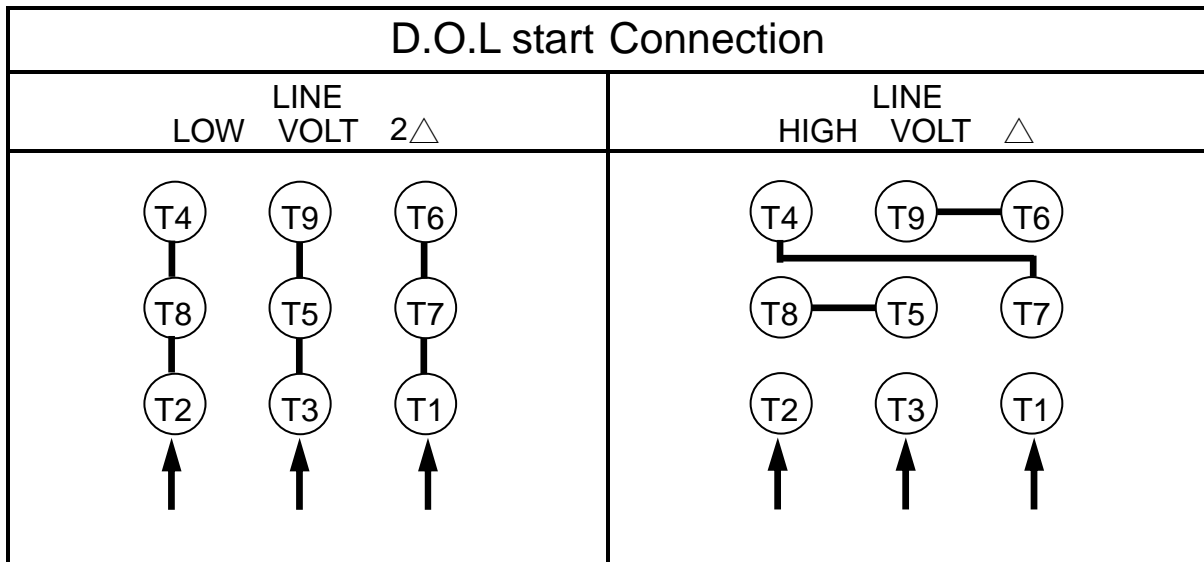 D.O.L start Connection
LINE
LOW VOLT 2△
LINE
HIGH VOLT △
T4 T9 T6
T8 T5 T7
T2 T3 T1
T4 T9 T6
T8 T5 T7
T2 T3 T1